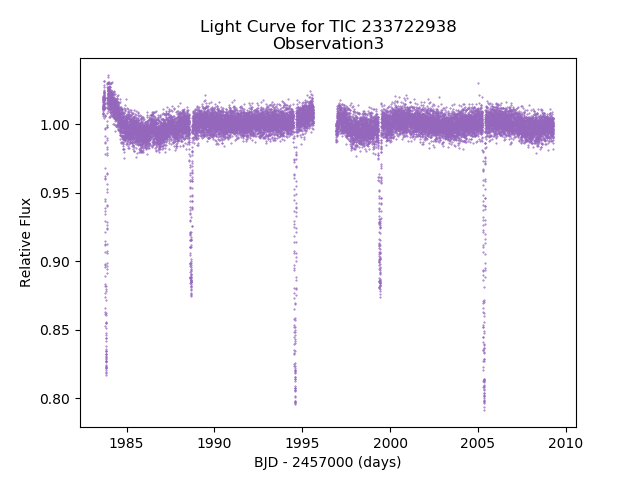 Light Curve for TIC 233722938
Observation3
1.00
0.95
0.90
0.85
0.80
Relative Flux
1985
1990
1995
2000
2005
2010
BJD - 2457000 (days)